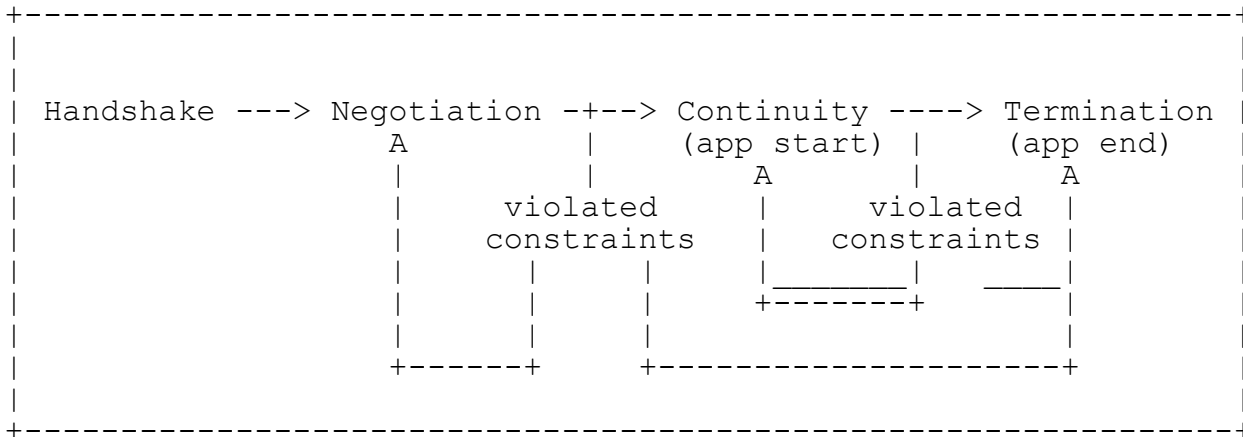 Handshake ---> Negotiation -+--> Continuity ----> Termination
A (app start) (app end)
A A
violated violated
constraints constraints